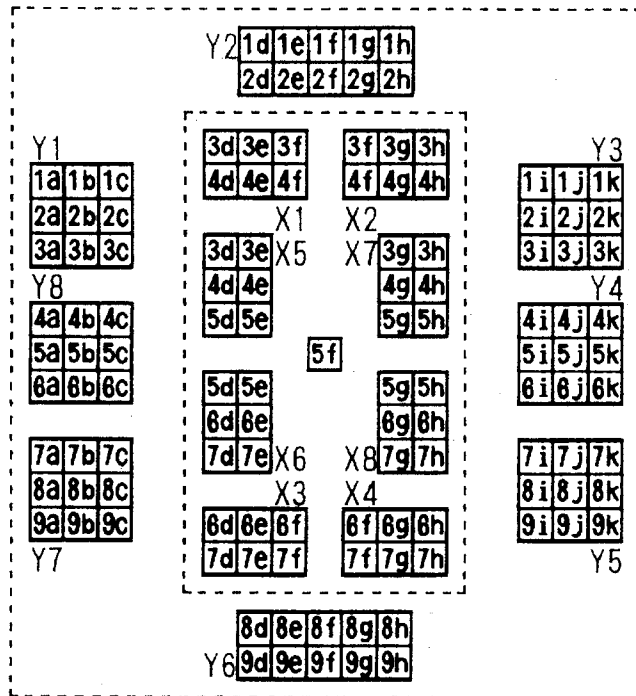 Y2 1d 1e 1f 1g 1h
2d 2e 2f 2g 2h
Y1
1a 1b 1c
2a 2b 2c
3a 3b 3c
Y8
4a 4b 4c
5a 5b 5c
6a 6b 6c
7a 7b 7c
8a 8b 8c
9a 9b 9c
Y7
3d 3e 3f
4d 4e 4f
X1
3f 3g 3h
4f 4g 4h
X2
3d 3e X5
4d 4e
5d 5e
X7 3g 3h
4g 4h
5g 5h
5f
5d 5e
6d 6e
7d 7e X6
5g 5h
6g 6h
X8 7g 7h
X3
6d 6e 6f
7d 7e 7f
X4
6f 6g 6h
7f 7g 7h
Y3
1i 1j 1k
2i 2j 2k
3i 3j 3k
Y4
4i 4j 4k
5i 5j 5k
6i 6j 6k
7i 7j 7k
8i 8j 8k
9i 9j 9k
Y5
8d 8e 8f 8g 8h
Y6 9d 9e 9f 9g 9h